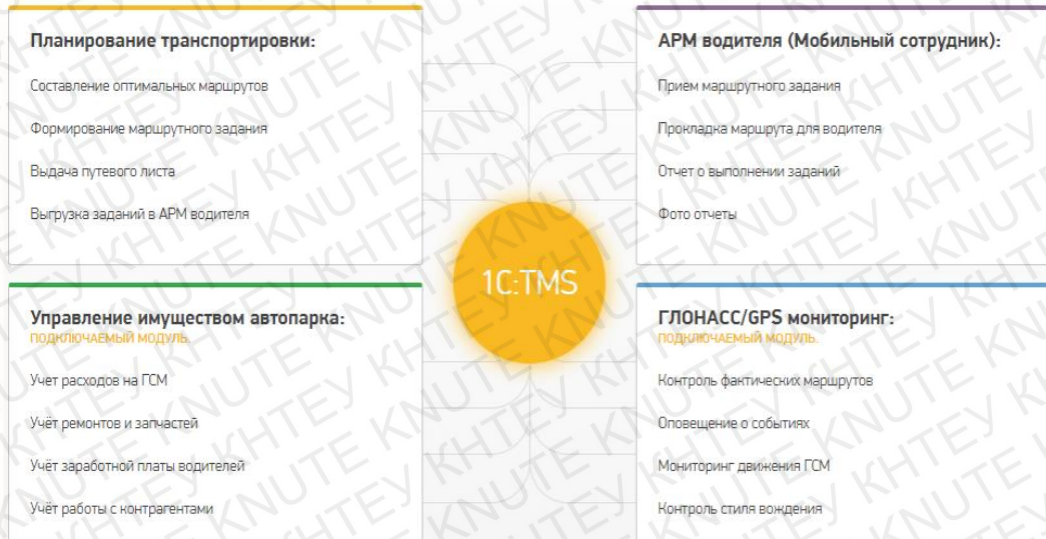 Планирование транспортировки:
Составление оптимальных маршрутов
Формирование маршрутного задания
Выдача путевого листа
Выгрузка заданий в АРМ водителя
АРМ водителя (Мобильный сотрудник):
Прием маршрутного задания
Прокладка маршрута для водителя
Отчет о выполнении заданий
Фото отчеты
1С:TMS
Управление имуществом автопарка:
ПОДКЛЮЧАЕМЫЙ МОДУЛЬ.
Учет расходов на ГСМ
Учёт ремонтов и запчастей
Учёт заработной платы водителей
Учёт работы с контрагентами
ГЛОНАСС/GPS мониторинг:
ПОДКЛЮЧАЕМЫЙ МОДУЛЬ.
Контроль фактических маршрутов
Оповещение о событиях
Мониторинг движения ГСМ
Контроль стиля вождения
KNUTE КНТЕУ